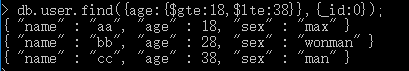 > db.user.find({age:{$gte:18,$lte:38}},{_id:0});
{ "name" : "aa", "age" : 18, "sex" : "max" }
{ "name" : "bb", "age" : 28, "sex" : "wonman" }
{ "name" : "cc", "age" : 38, "sex" : "man" }